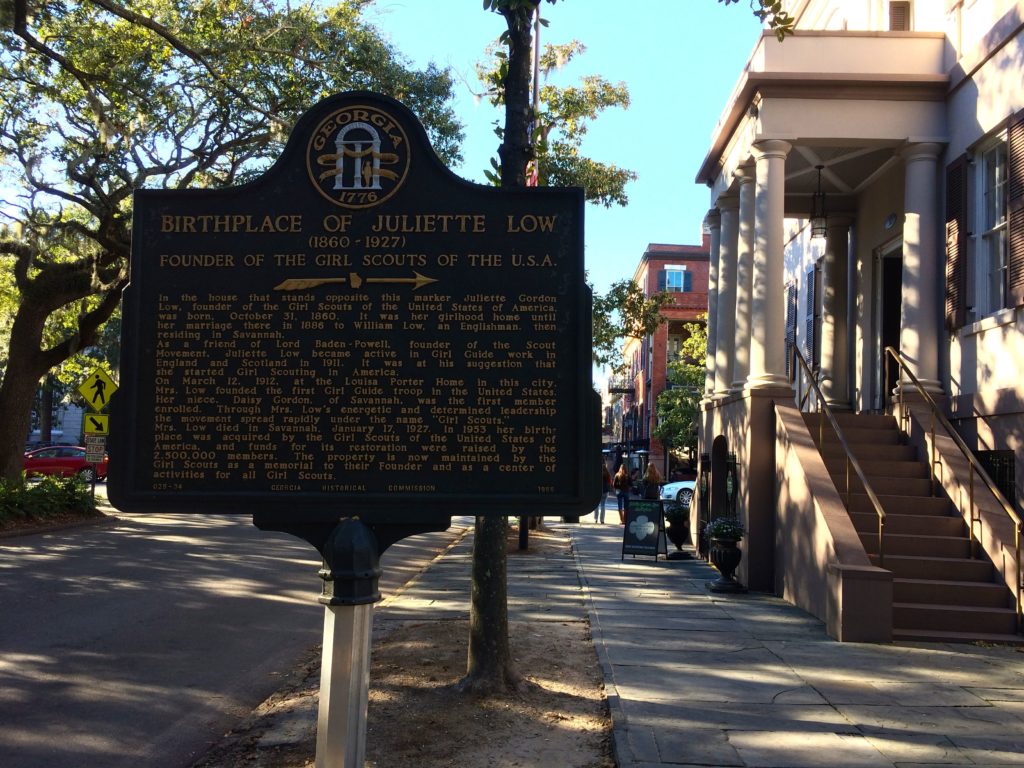 GEORGIA
1776
BIRTHPLACE OF JULIETTE LOW
(1860-1927)
FOUNDER OF THE GIRL SCOUTS OF THE U.S.A.
In the house that stands opposite this marker Juliette Gordon
Low, founder of the Girl Scouts of the United States of America,
was born, October 31, 1860. It was her girlhood home until
her marriage there in 1886 to William Low, an Englishman, then
residing in Savannah.
As a friend of Lord Baden-Powell, founder of the Scout
Movement, Juliette Low became active in Girl Guide work in
England and Scotland in 1911. It was at his suggestion that
she started Girl Scouting in America.
On March 12, 1912, at the Louisa Porter Home in this city,
Mrs. Low founded the first Girl Guide troop in the United States.
Her niece, Daisy Gordon, of Savannah, was the first member
enrolled. Through Mrs. Low's energetic and determined leadership
the movement spread rapidly under the name "Girl Scouts."
Mrs. Low died in Savannah, January 17, 1927. In 1953 her birth-
place was acquired by the Girl Scouts of the United States of
America, and funds for its restoration were raised by the
2,500,000 members. The property is now maintained by the
Girl Scouts as a memorial to their Founder and as a center of
activities for all Girl Scouts.
025-54 GEORGIA HISTORICAL COMMISSION